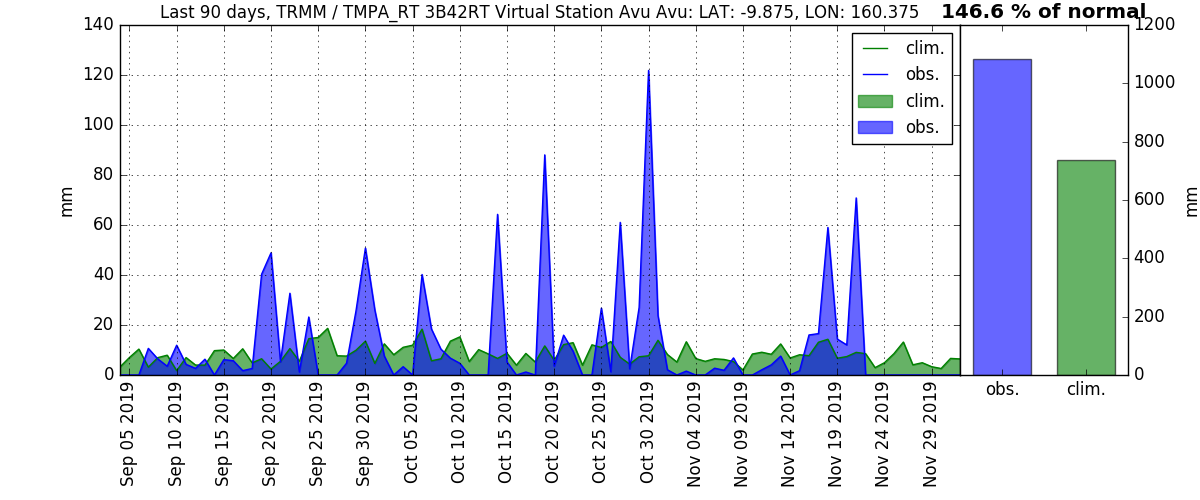 Last 90 days, TRMM / TMPA_RT 3B42RT Virtual Station Avu Avu: LAT: -9.875, LON: 160.375
146.6 % of normal
140
120
100
80
60
40
20
0
mm
clim.
obs.
clim.
obs.
1200
1000
800
600
400
200
0
mm
Sep 05 2019
Sep 10 2019
Sep 15 2019
Sep 20 2019
Sep 25 2019
Sep 30 2019
Oct 05 2019
Oct 10 2019
Oct 15 2019
Oct 20 2019
Oct 25 2019
Oct 30 2019
Nov 04 2019
Nov 09 2019
Nov 14 2019
Nov 19 2019
Nov 24 2019
Nov 29 2019
obs.
clim.